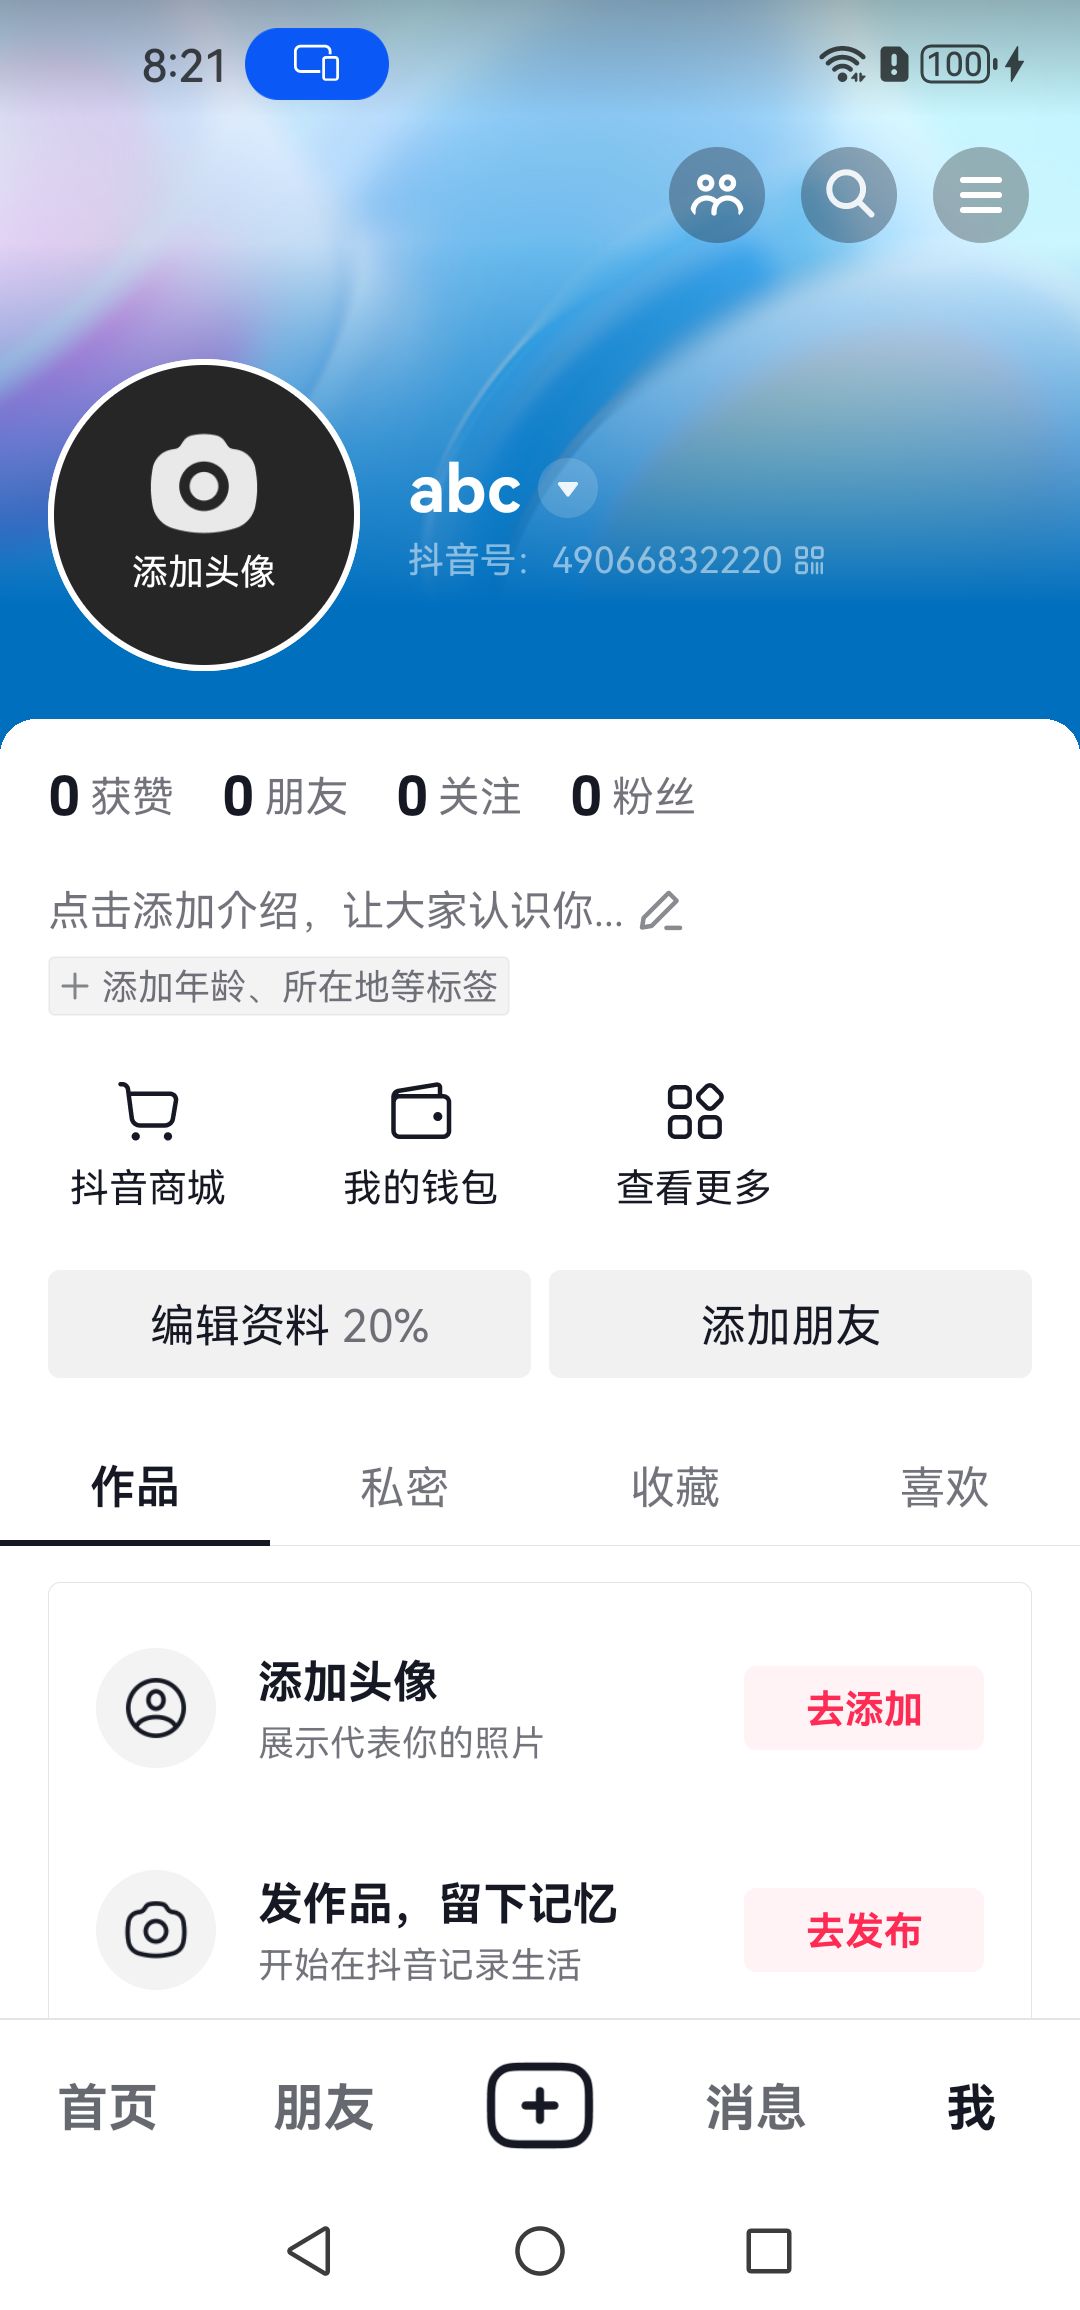 8:21
100
abc
抖音号：49066832220
添加头像
0 获赞 0 朋友 0 关注 0 粉丝
点击添加介绍，让大家认识你...
+ 添加年龄、所在地等标签
抖音商城 我的钱包 查看更多
编辑资料 20% 添加朋友
作品 私密 收藏 喜欢
添加头像
展示代表你的照片
去添加
发作品，留下记忆
开始在抖音记录生活
去发布
首页 朋友 消息 我